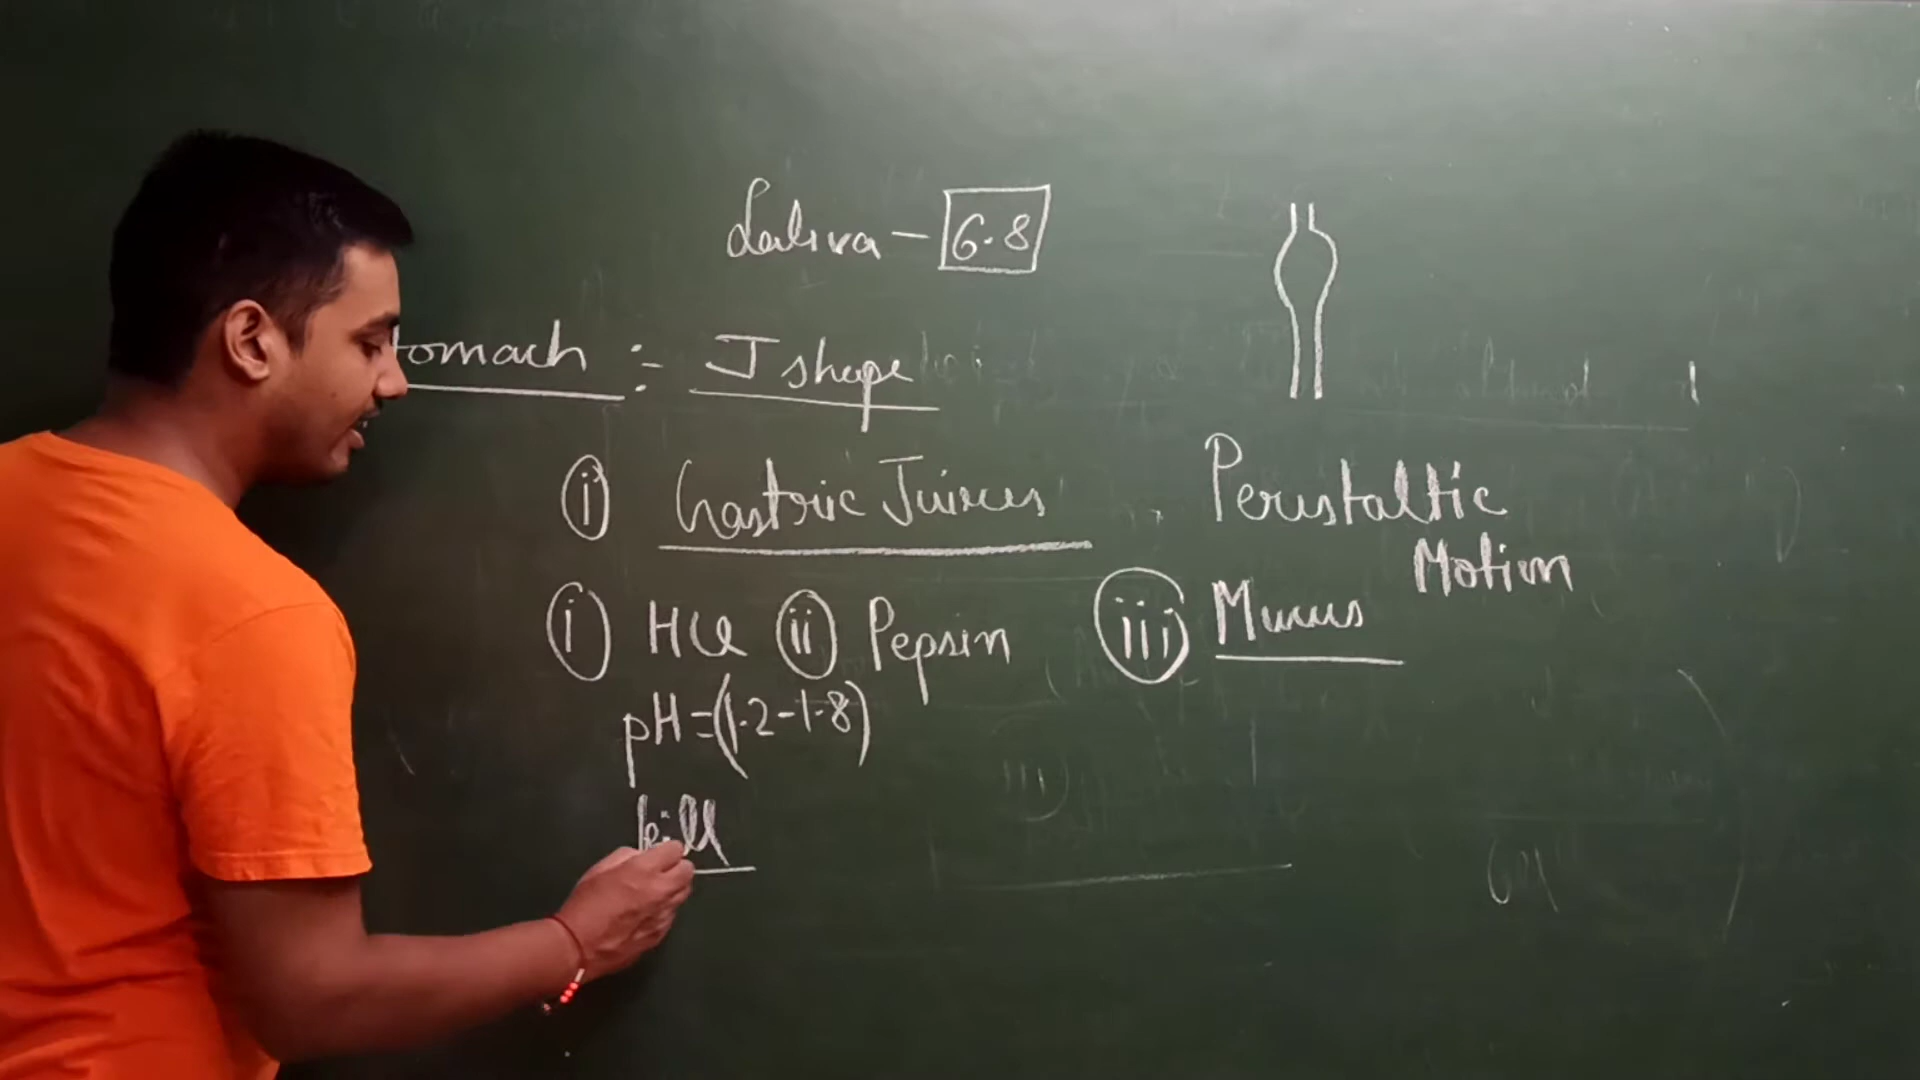 Saliva - 6.8
tomach :- J shape
(i) Gastric Juices
Peristaltic
Motion
(i) HCl (ii) Pepsin (iii) Mucus
pH=(1.2-1.8)
kill